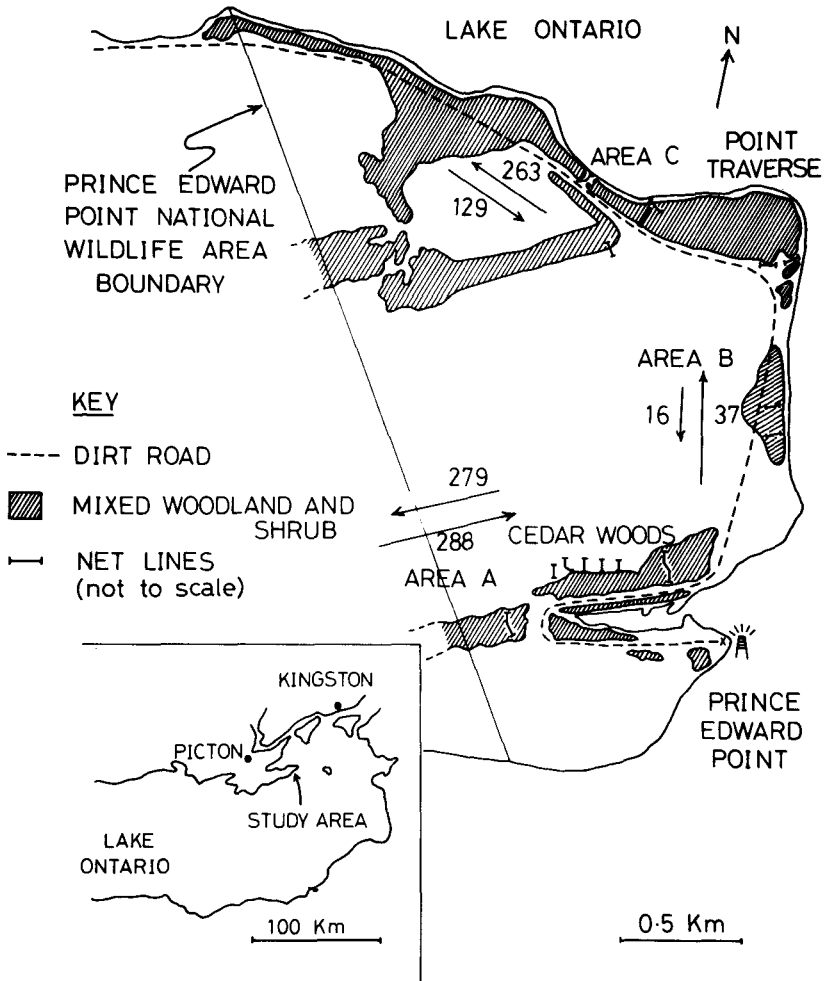 LAKE ONTARIO
N
AREA C
POINT
TRAVERSE
263
129
PRINCE EDWARD
POINT NATIONAL
WILDLIFE AREA
BOUNDARY
AREA B
16
37
KEY
DIRT ROAD
MIXED WOODLAND AND
SHRUB
NET LINES
(not to scale)
279
288
CEDAR WOODS
AREA A
x
PRINCE
EDWARD
POINT
KINGSTON
PICTON
STUDY AREA
LAKE
ONTARIO
100 Km
0.5 Km